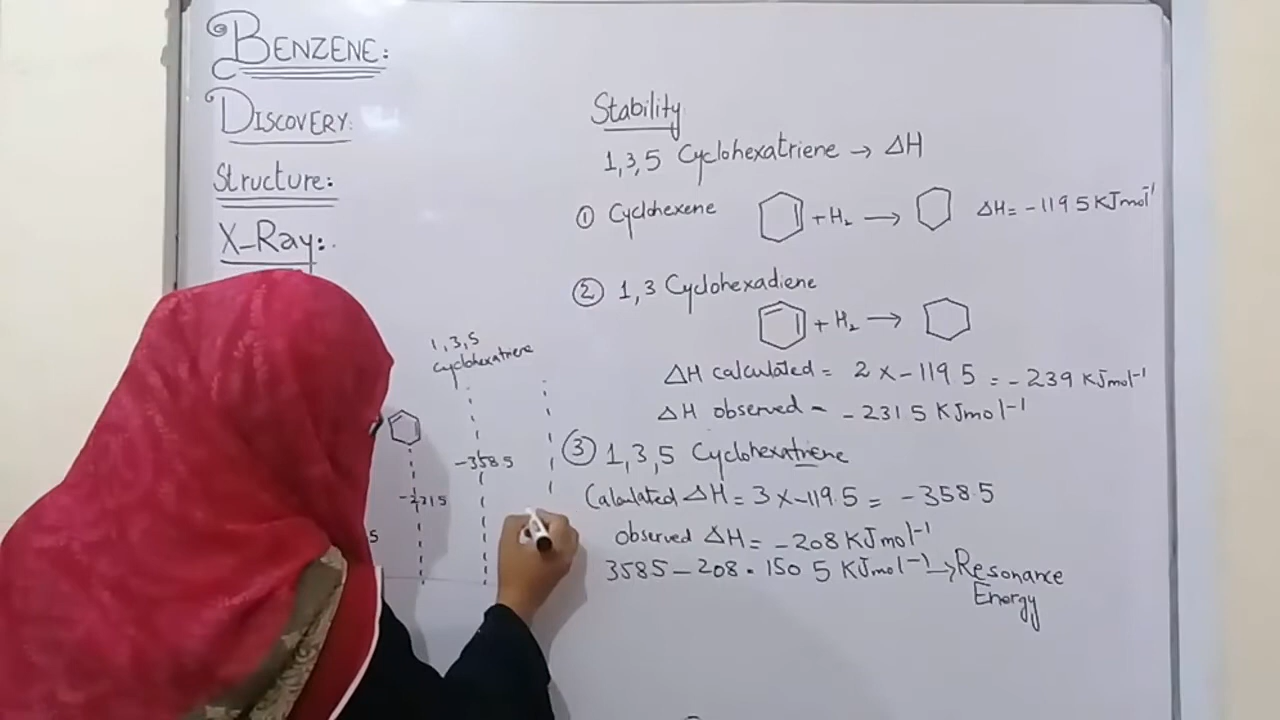 BENZENE:
DISCOVERY:
Structure:
X-Ray:
1,3,5
cyclohexatriene
-358.5
-231.5
5
Stability
1,3,5 Cyclohexatriene → ΔH
① Cyclohexene + H₂ → ΔH = -119.5 KJmol⁻¹
② 1,3 Cyclohexadiene
+ H₂ →
ΔH calculated = 2 x -119.5 = -239 KJmol⁻¹
ΔH observed = -231.5 KJmol⁻¹
③ 1,3,5 Cyclohexatriene
Calculated ΔH = 3 x -119.5 = -358.5
observed ΔH = -208 KJmol⁻¹
358.5 - 208 = 150.5 KJmol⁻¹ → Resonance
Energy